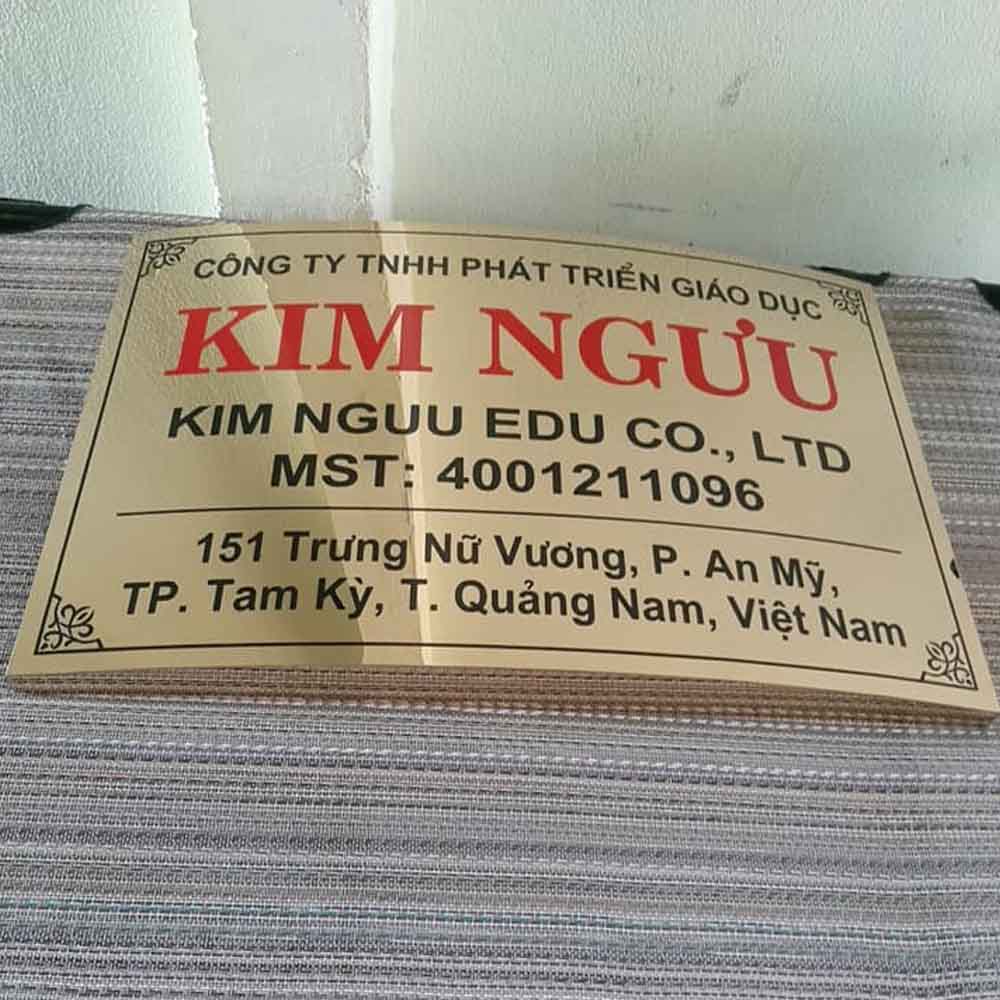 CÔNG TY TNHH PHÁT TRIỂN GIÁO DỤC
KIM NGƯU
KIM NGUU EDU CO., LTD
MST: 4001211096
151 Trưng Nữ Vương, P. An Mỹ,
TP. Tam Kỳ, T. Quảng Nam, Việt Nam